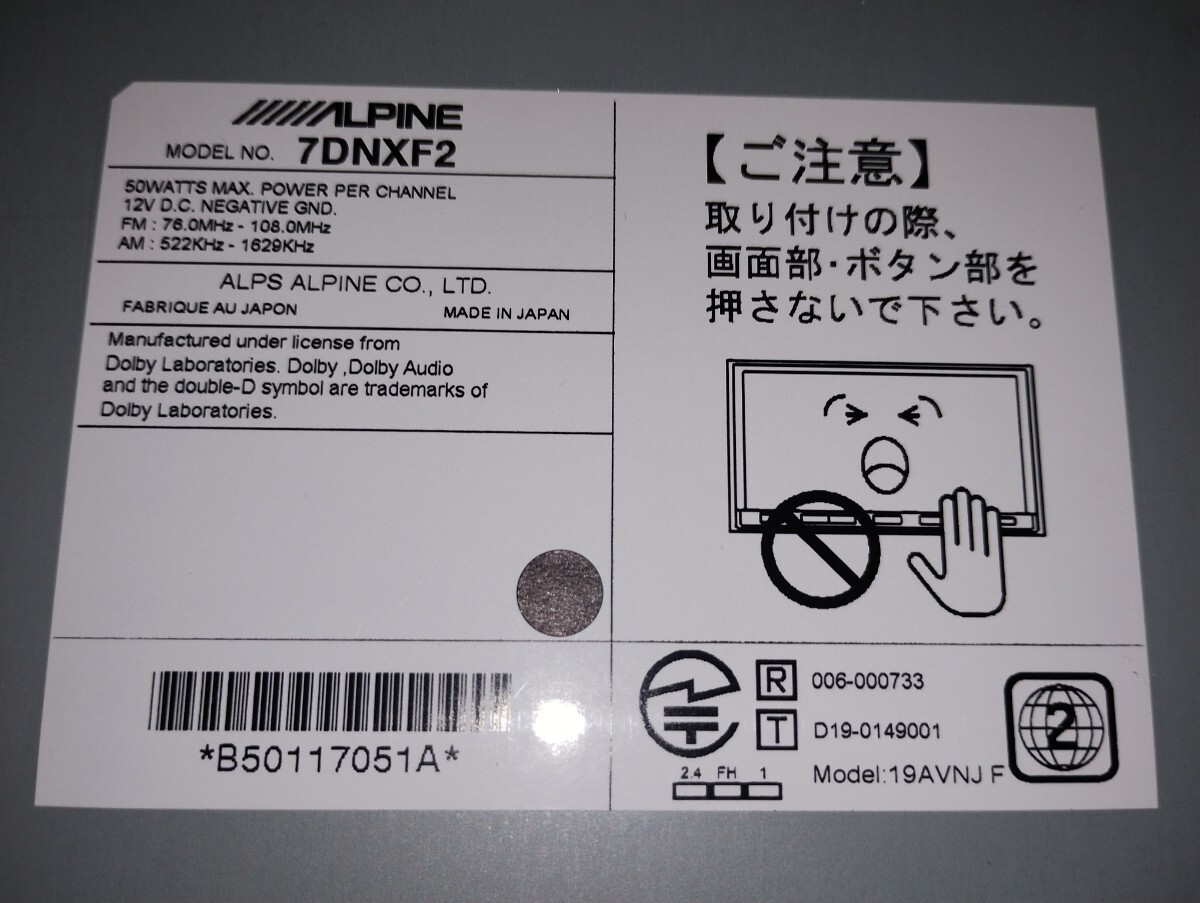 ALPINE
MODEL NO. 7DNXF2
50WATTS MAX. POWER PER CHANNEL
12V D.C. NEGATIVE GND.
FM : 76.0MHz - 108.0MHz
AM : 522KHz - 1629KHz
ALPS ALPINE CO., LTD.
FABRIQUE AU JAPON MADE IN JAPAN
Manufactured under license from
Dolby Laboratories. Dolby ,Dolby Audio
and the double-D symbol are trademarks of
Dolby Laboratories.
*B50117051A*
【ご注意】
取り付けの際、
画面部・ボタン部を
押さないで下さい。
R 006-000733
T D19-0149001
2.4 FH 1
Model:19AVNJ F
2